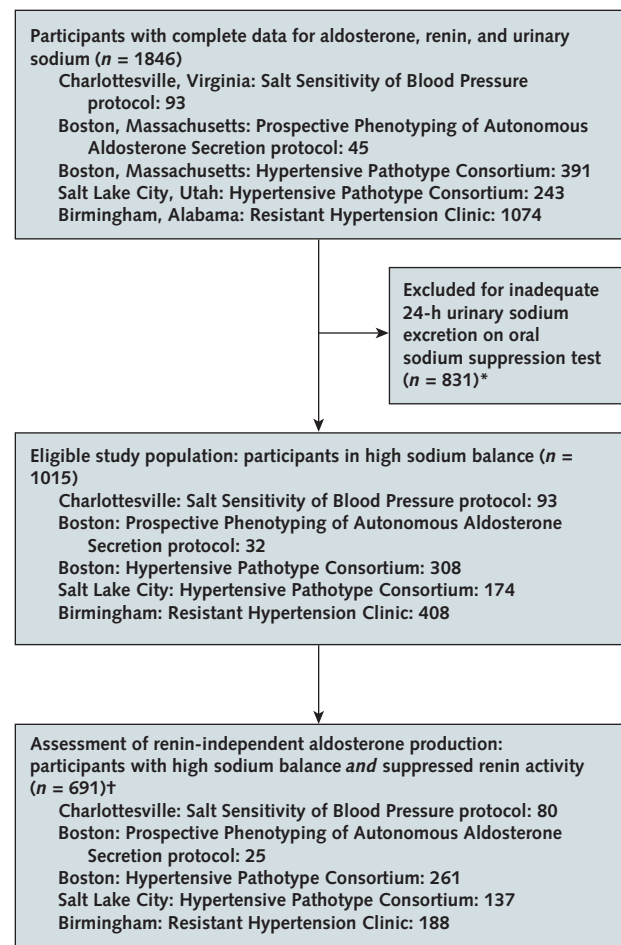 Participants with complete data for aldosterone, renin, and urinary
sodium (n = 1846)
Charlottesville, Virginia: Salt Sensitivity of Blood Pressure
protocol: 93
Boston, Massachusetts: Prospective Phenotyping of Autonomous
Aldosterone Secretion protocol: 45
Boston, Massachusetts: Hypertensive Pathotype Consortium: 391
Salt Lake City, Utah: Hypertensive Pathotype Consortium: 243
Birmingham, Alabama: Resistant Hypertension Clinic: 1074
Excluded for inadequate
24-h urinary sodium
excretion on oral
sodium suppression test
(n = 831)*
Eligible study population: participants in high sodium balance (n =
1015)
Charlottesville: Salt Sensitivity of Blood Pressure protocol: 93
Boston: Prospective Phenotyping of Autonomous Aldosterone
Secretion protocol: 32
Boston: Hypertensive Pathotype Consortium: 308
Salt Lake City: Hypertensive Pathotype Consortium: 174
Birmingham: Resistant Hypertension Clinic: 408
Assessment of renin-independent aldosterone production:
participants with high sodium balance and suppressed renin activity
(n = 691)†
Charlottesville: Salt Sensitivity of Blood Pressure protocol: 80
Boston: Prospective Phenotyping of Autonomous Aldosterone
Secretion protocol: 25
Boston: Hypertensive Pathotype Consortium: 261
Salt Lake City: Hypertensive Pathotype Consortium: 137
Birmingham: Resistant Hypertension Clinic: 188